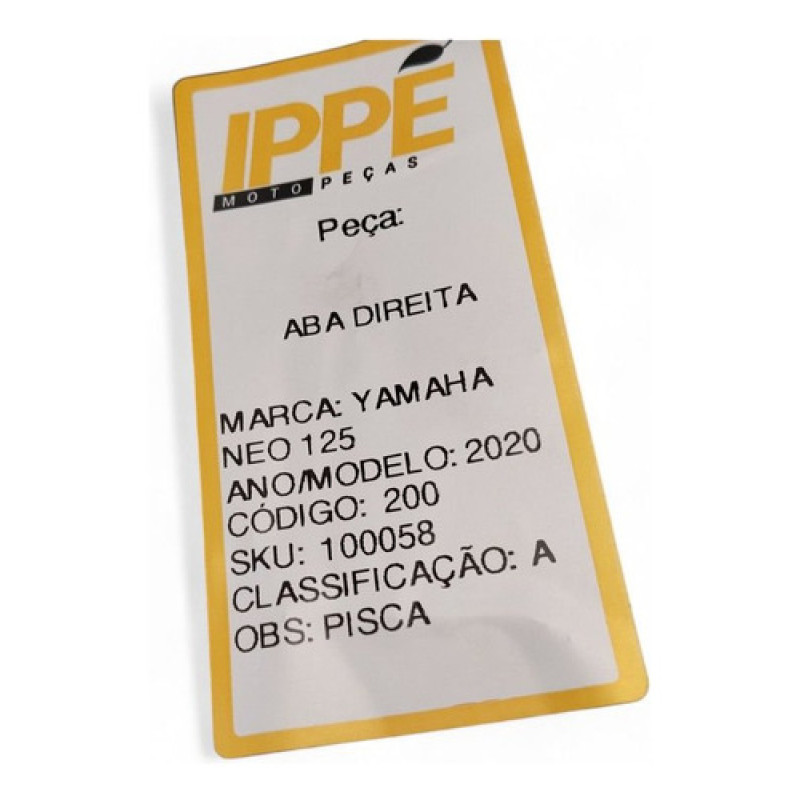 IPPÉ
MOTO PEÇAS
Peça:
ABA DIREITA
MARCA: YAMAHA
NEO 125
ANO/MODELO: 2020
CÓDIGO: 200
SKU: 100058
CLASSIFICAÇÃO: A
OBS: PISCA